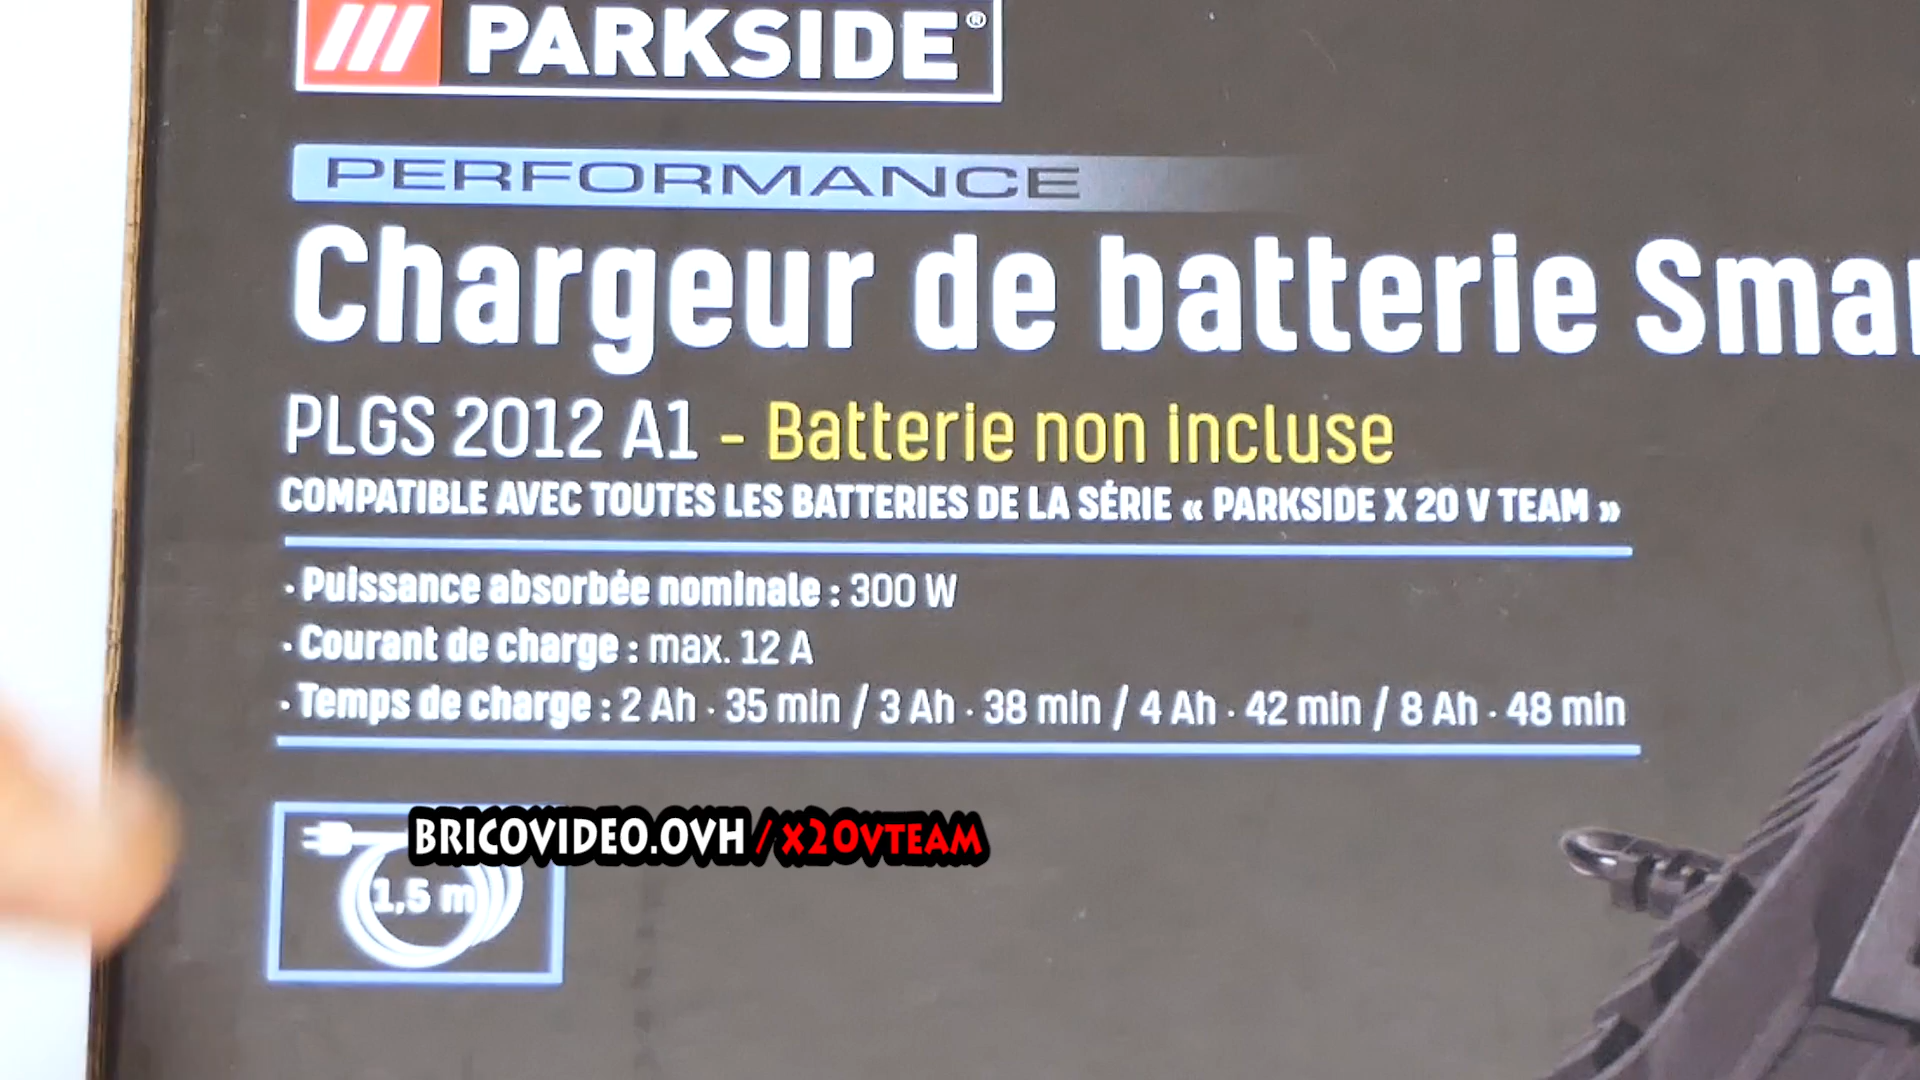 PARKSIDE®
PERFORMANCE
Chargeur de batterie
PLGS 2012 A1 - Batterie non incluse
COMPATIBLE AVEC TOUTES LES BATTERIES DE LA SÉRIE « PARKSIDE X 20 V TEAM »
· Puissance absorbée nominale : 300 W
· Courant de charge : max. 12 A
· Temps de charge : 2 Ah · 35 min / 3 Ah · 38 min / 4 Ah · 42 min / 8 Ah · 48 min
BRICOVIDEO.OVH/X20VTEAM
1,5 m